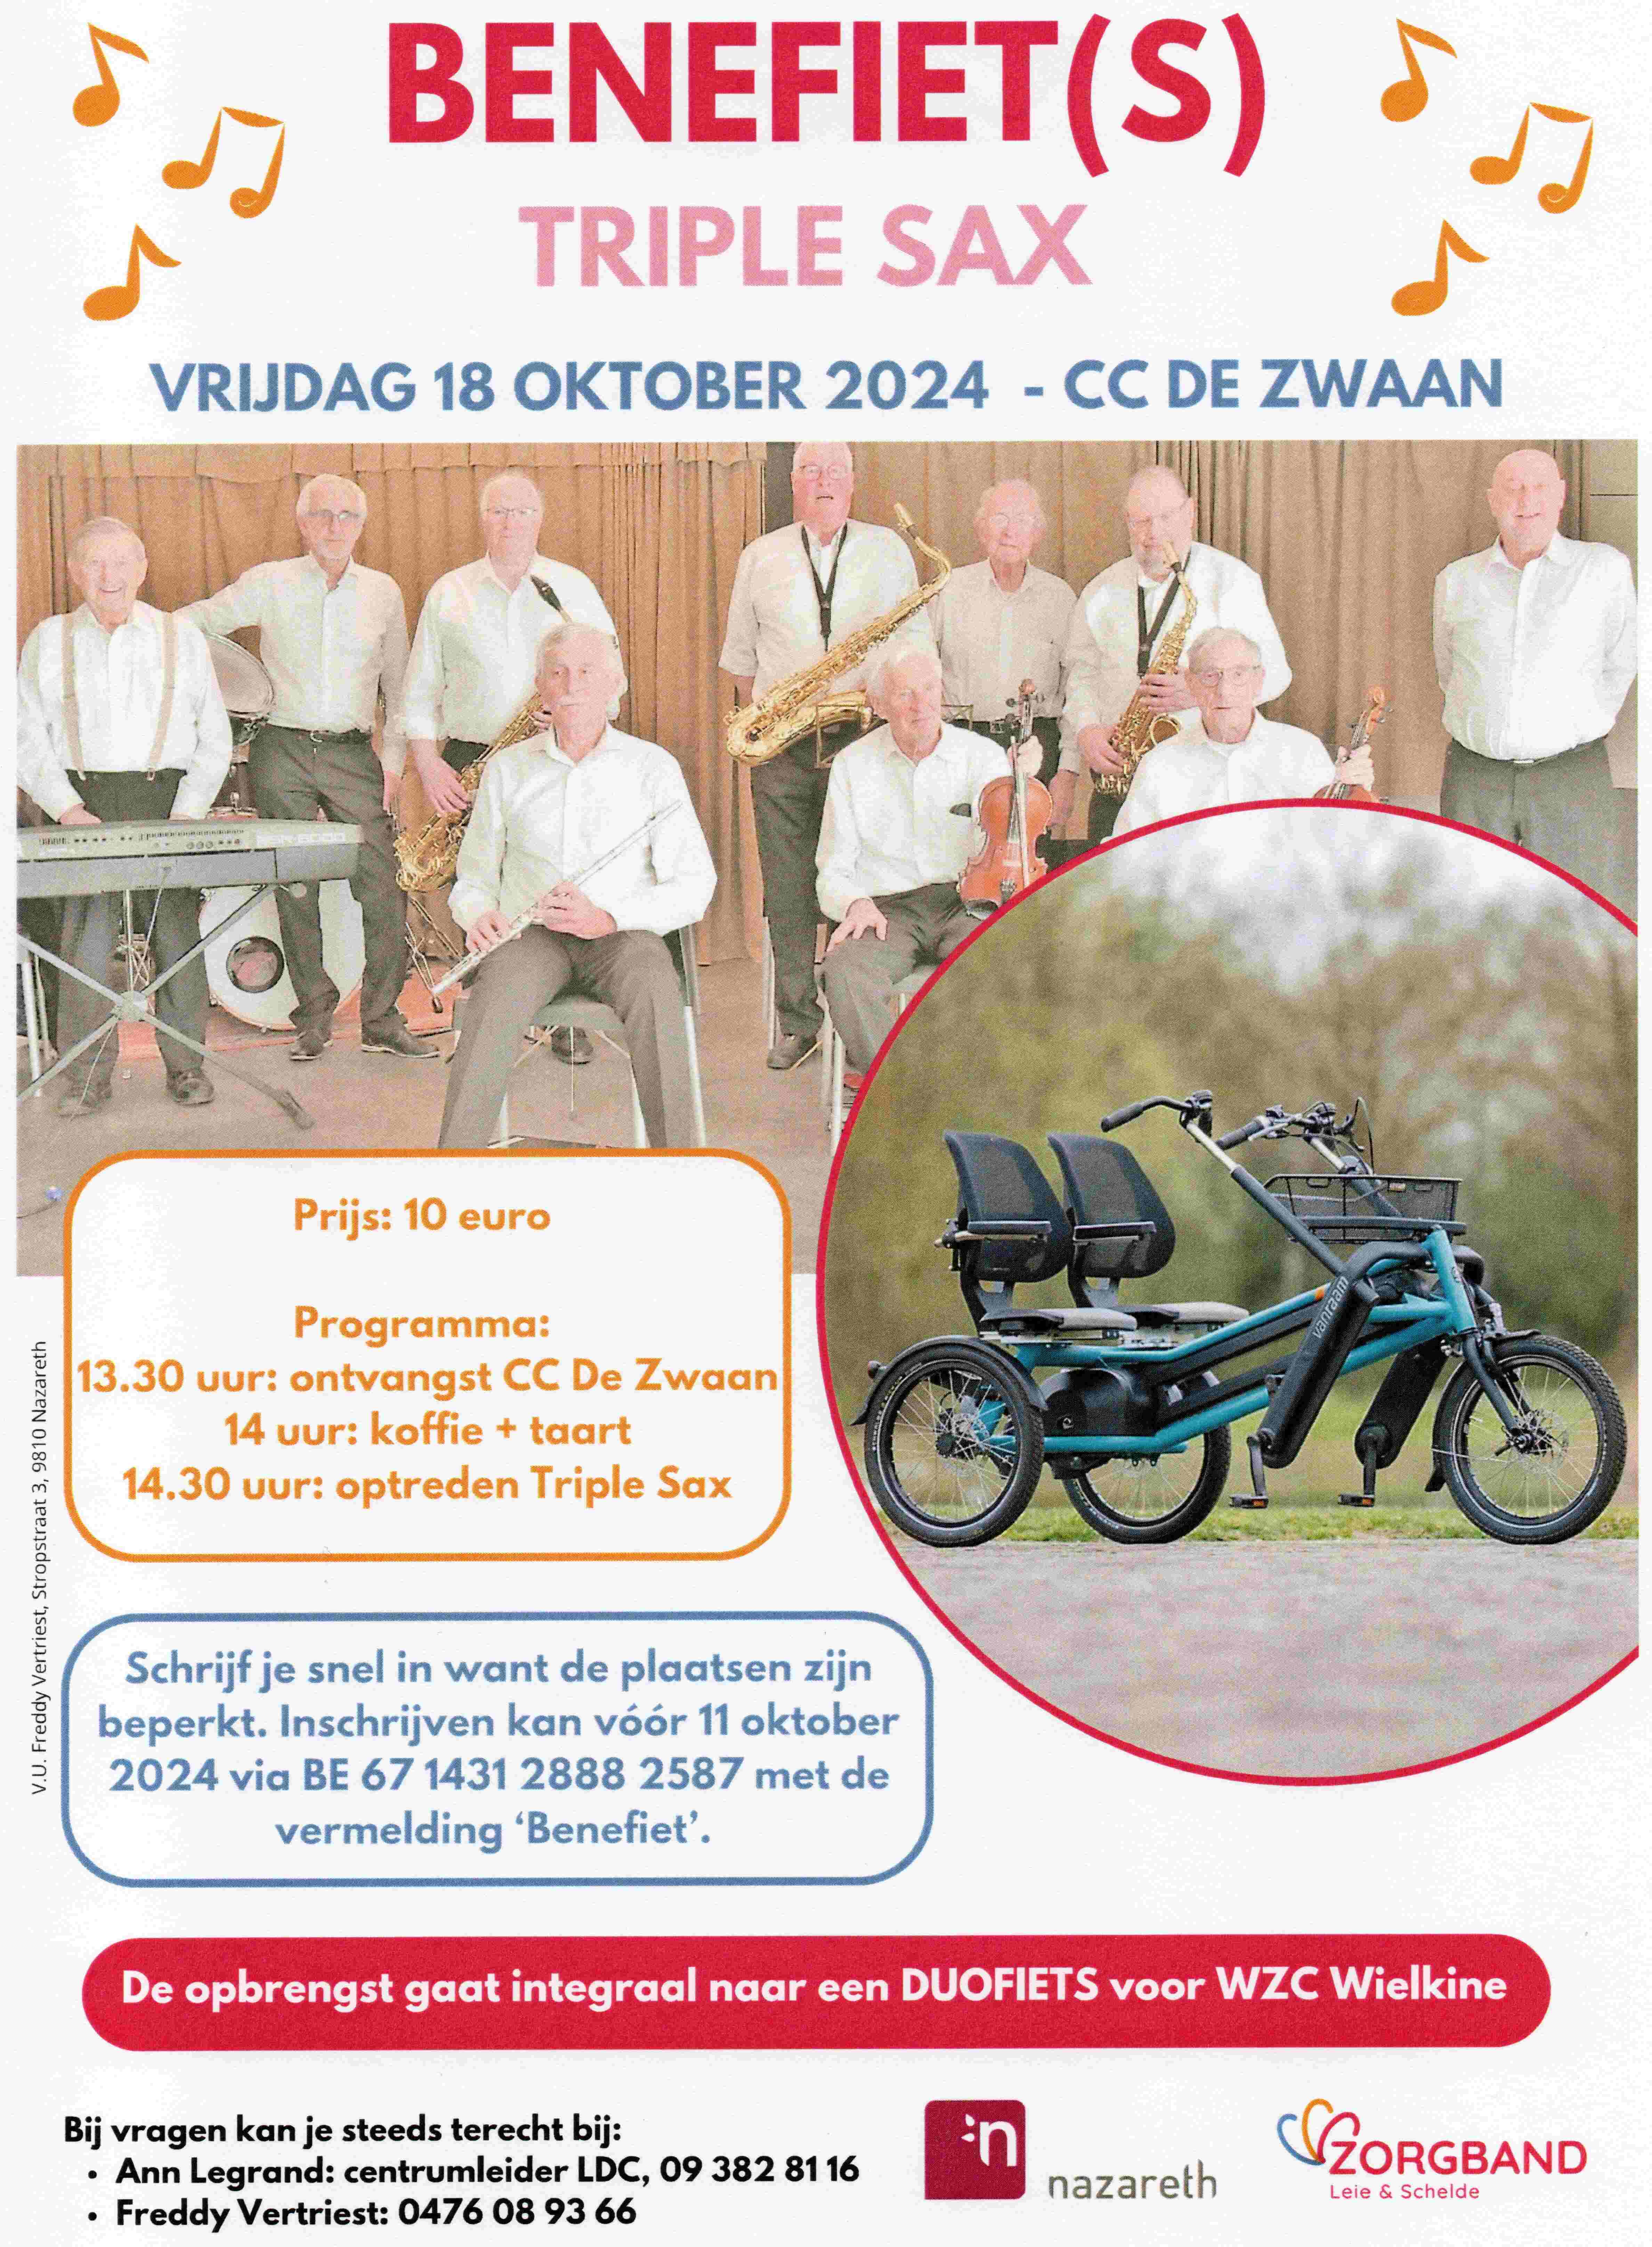 BENEFIET(S)
TRIPLE SAX
VRIJDAG 18 OKTOBER 2024 - CC DE ZWAAN
Prijs: 10 euro
Programma:
13.30 uur: ontvangst CC De Zwaan
14 uur: koffie + taart
14.30 uur: optreden Triple Sax
vanraam
V.U. Freddy Vertriest, Stropstraat 3, 9810 Nazareth
Schrijf je snel in want de plaatsen zijn
beperkt. Inschrijven kan vóór 11 oktober
2024 via BE 67 1431 2888 2587 met de
vermelding ‘Benefiet’.
De opbrengst gaat integraal naar een DUOFIETS voor WZC Wielkine
Bij vragen kan je steeds terecht bij:
• Ann Legrand: centrumleider LDC, 09 382 81 16
• Freddy Vertriest: 0476 08 93 66
:n
nazareth
ZORGBAND
Leie & Schelde